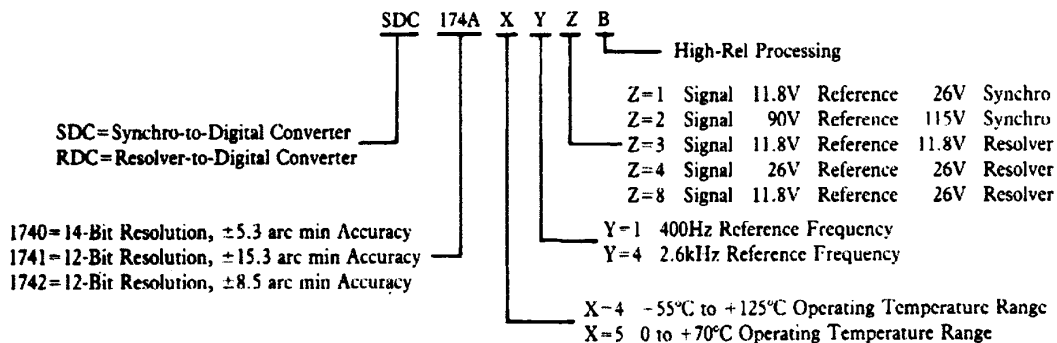 SDC 174A X Y Z B
High-Rel Processing
Z=1 Signal 11.8V Reference 26V Synchro
Z=2 Signal 90V Reference 115V Synchro
Z=3 Signal 11.8V Reference 11.8V Resolver
Z=4 Signal 26V Reference 26V Resolver
Z=8 Signal 11.8V Reference 26V Resolver
SDC=Synchro-to-Digital Converter
RDC=Resolver-to-Digital Converter
Y=1 400Hz Reference Frequency
Y=4 2.6kHz Reference Frequency
1740=14-Bit Resolution, ±5.3 arc min Accuracy
1741=12-Bit Resolution, ±15.3 arc min Accuracy
1742=12-Bit Resolution, ±8.5 arc min Accuracy
X=4 -55°C to +125°C Operating Temperature Range
X=5 0 to +70°C Operating Temperature Range